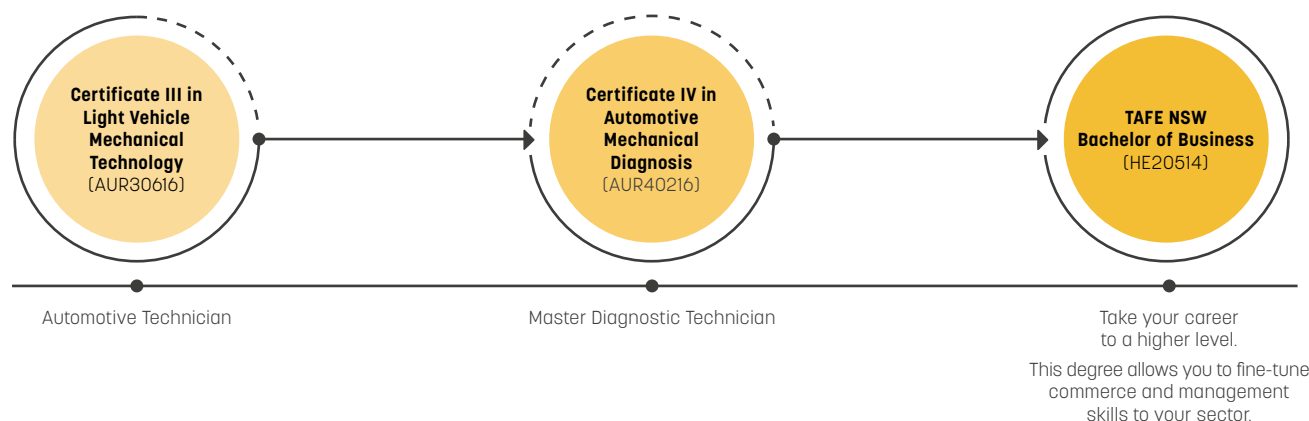 Certificate III in
Light Vehicle
Mechanical
Technology
(AUR30616)
Certificate IV in
Automotive
Mechanical
Diagnosis
(AUR40216)
TAFE NSW
Bachelor of Business
(HE20514)
Automotive Technician
Master Diagnostic Technician
Take your career
to a higher level.
This degree allows you to fine-tune
commerce and management
skills to your sector.